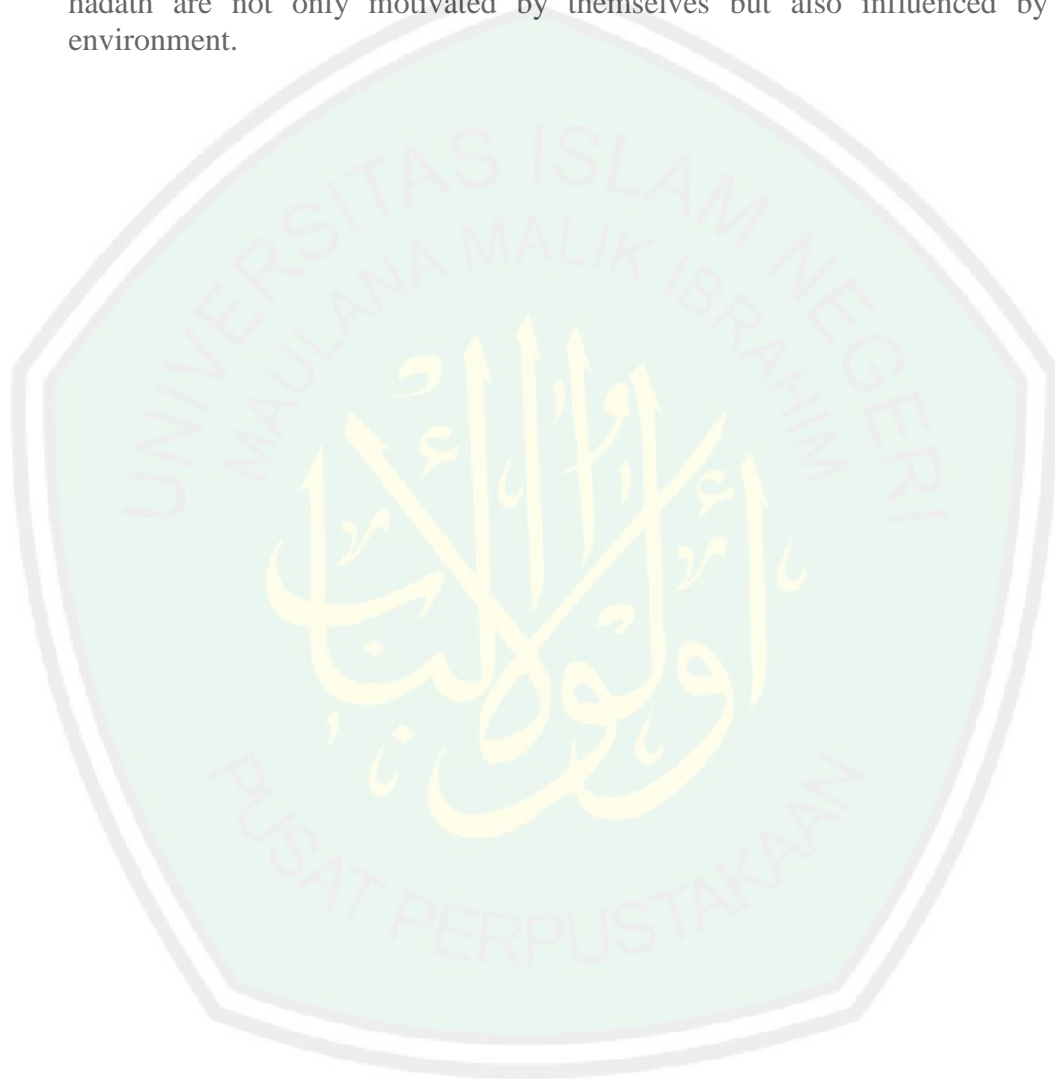 hadath are not only motivated by themselves but also influenced by
environment.
UNIVERSITAS ISLAM NEGERI
MAULANA MALIK IBRAHIM
أولوا الألباب
PUSAT PERPUSTAKAAN